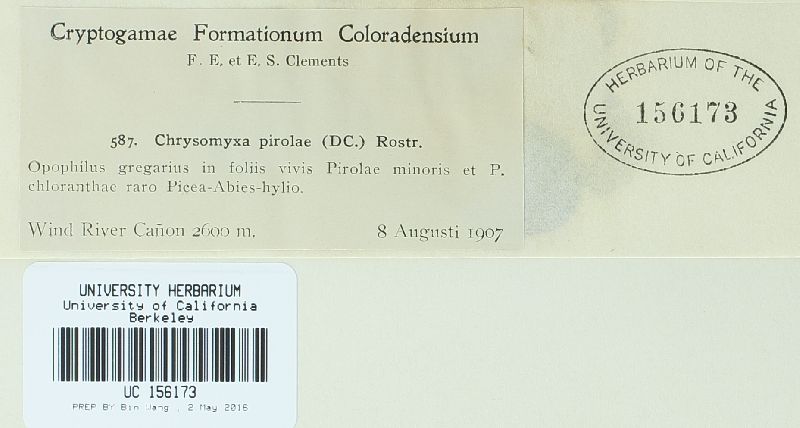 Cryptogamae Formationum Coloradensium
F. E. et E. S. Clements
587. Chrysomyxa pirolae (DC.) Rostr.
Opophilus gregarius in foliis vivis Pirolae minoris et P.
chloranthae raro Picea-Abies-hylio.
Wind River Cañon 2600 m. 8 Augusti 1907
HERBARIUM OF THE
156173
UNIVERSITY OF CALIFORNIA
UNIVERSITY HERBARIUM
University of California
Berkeley
UC 156173
PREP BY Bin Wang , 2 May 2016